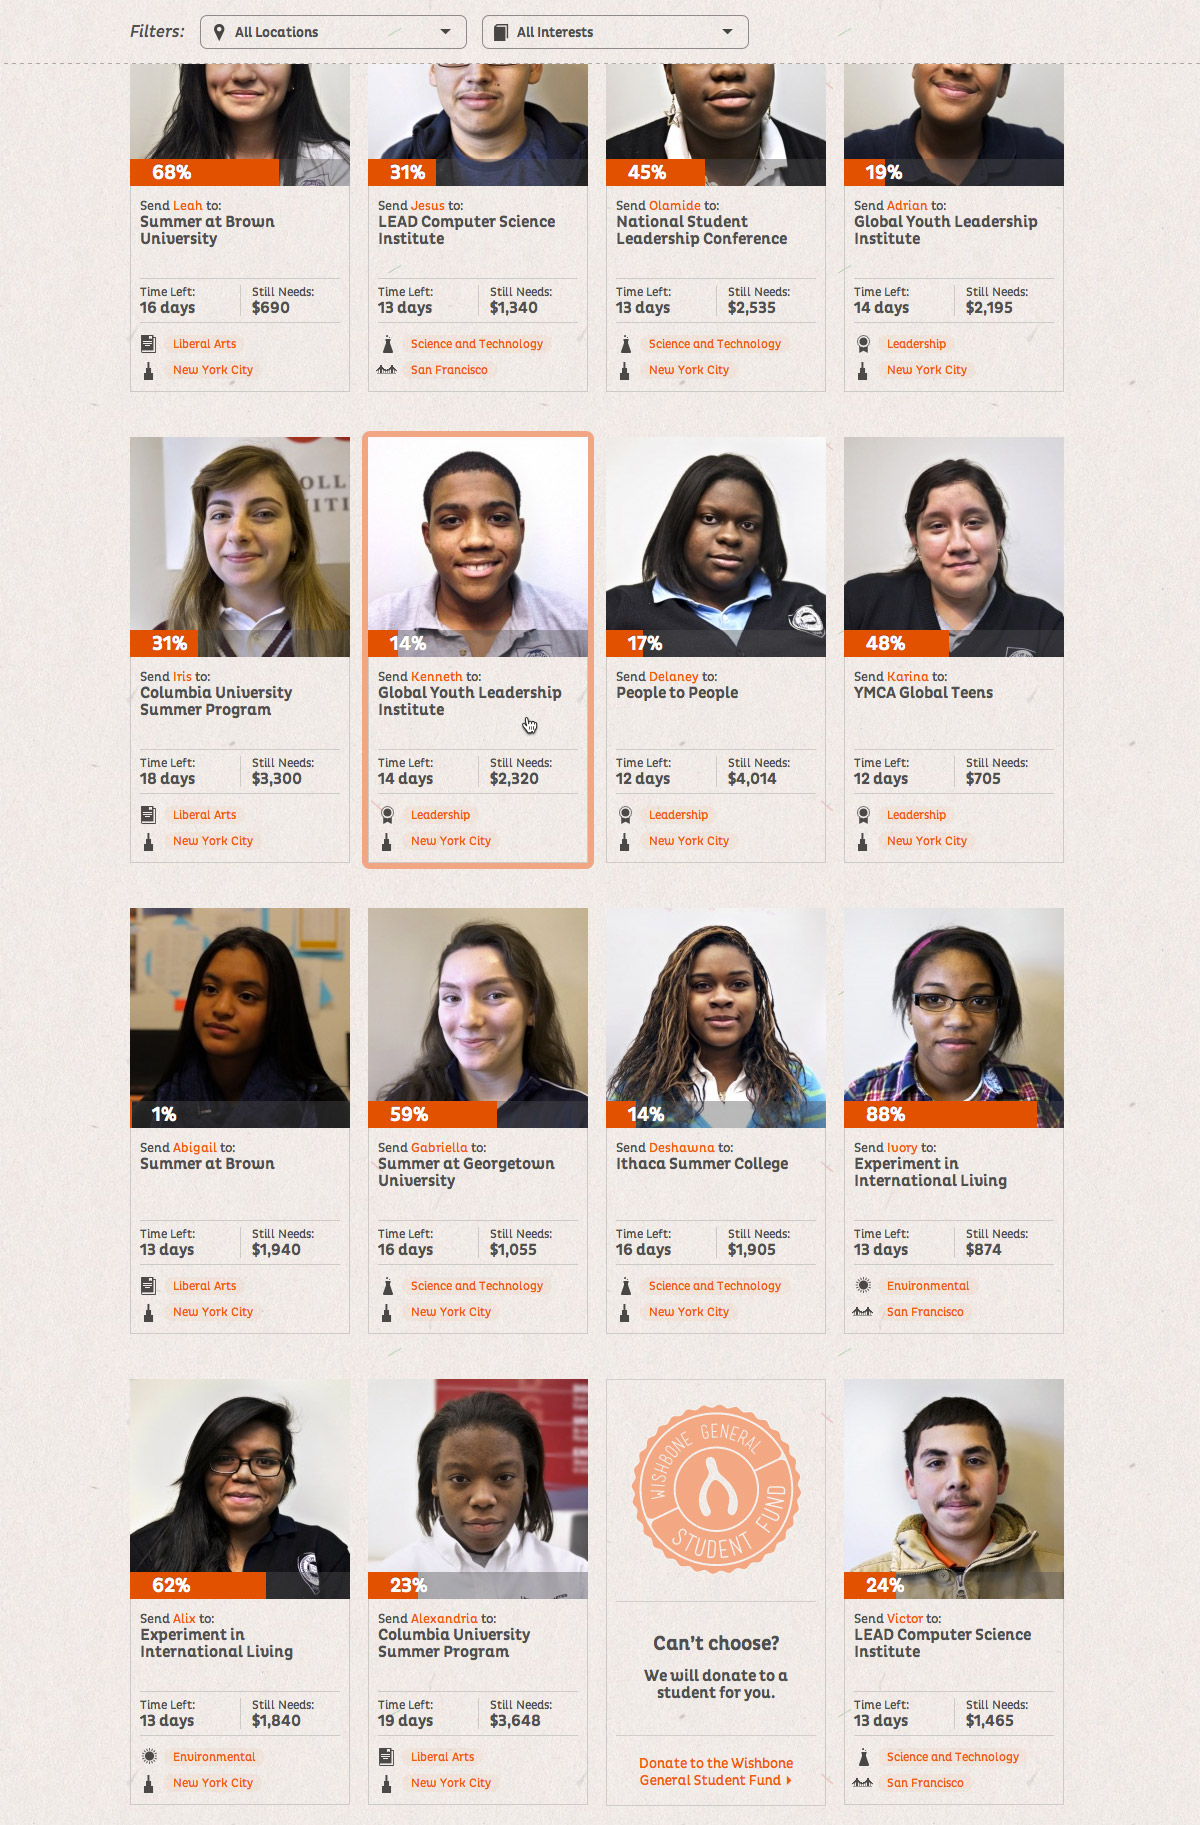 Filters:
All Locations
All Interests
68%
31%
45%
19%
Send Leah to:
Summer at Brown
University
Time Left:
16 days
Still Needs:
$690
Liberal Arts
New York City
Send Jesus to:
LEAD Computer Science
Institute
Time Left:
13 days
Still Needs:
$1,340
Science and Technology
San Francisco
Send Olamide to:
National Student
Leadership Conference
Time Left:
13 days
Still Needs:
$2,535
Science and Technology
New York City
Send Adrian to:
Global Youth Leadership
Institute
Time Left:
14 days
Still Needs:
$2,195
Leadership
New York City
OLL
ITI
31%
Send Iris to:
Columbia University
Summer Program
Time Left:
18 days
Still Needs:
$3,300
Liberal Arts
New York City
14%
Send Kenneth to:
Global Youth Leadership
Institute
Time Left:
14 days
Still Needs:
$2,320
Leadership
New York City
17%
Send Delaney to:
People to People
Time Left:
12 days
Still Needs:
$4,014
Leadership
New York City
48%
Send Karina to:
YMCA Global Teens
Time Left:
12 days
Still Needs:
$705
Leadership
New York City
1%
Send Abigail to:
Summer at Brown
Time Left:
13 days
Still Needs:
$1,940
Liberal Arts
New York City
59%
Send Gabriella to:
Summer at Georgetown
University
Time Left:
16 days
Still Needs:
$1,055
Science and Technology
New York City
14%
Send Deshawna to:
Ithaca Summer College
Time Left:
16 days
Still Needs:
$1,905
Science and Technology
New York City
88%
Send Ivory to:
Experiment in
International Living
Time Left:
13 days
Still Needs:
$874
Environmental
San Francisco
62%
Send Alix to:
Experiment in
International Living
Time Left:
13 days
Still Needs:
$1,840
Environmental
New York City
23%
Send Alexandria to:
Columbia University
Summer Program
Time Left:
19 days
Still Needs:
$3,648
Liberal Arts
New York City
WISHBONE GENERAL
STUDENT FUND
Can't choose?
We will donate to a
student for you.
Donate to the Wishbone
General Student Fund
24%
Send Victor to:
LEAD Computer Science
Institute
Time Left:
13 days
Still Needs:
$1,465
Science and Technology
San Francisco